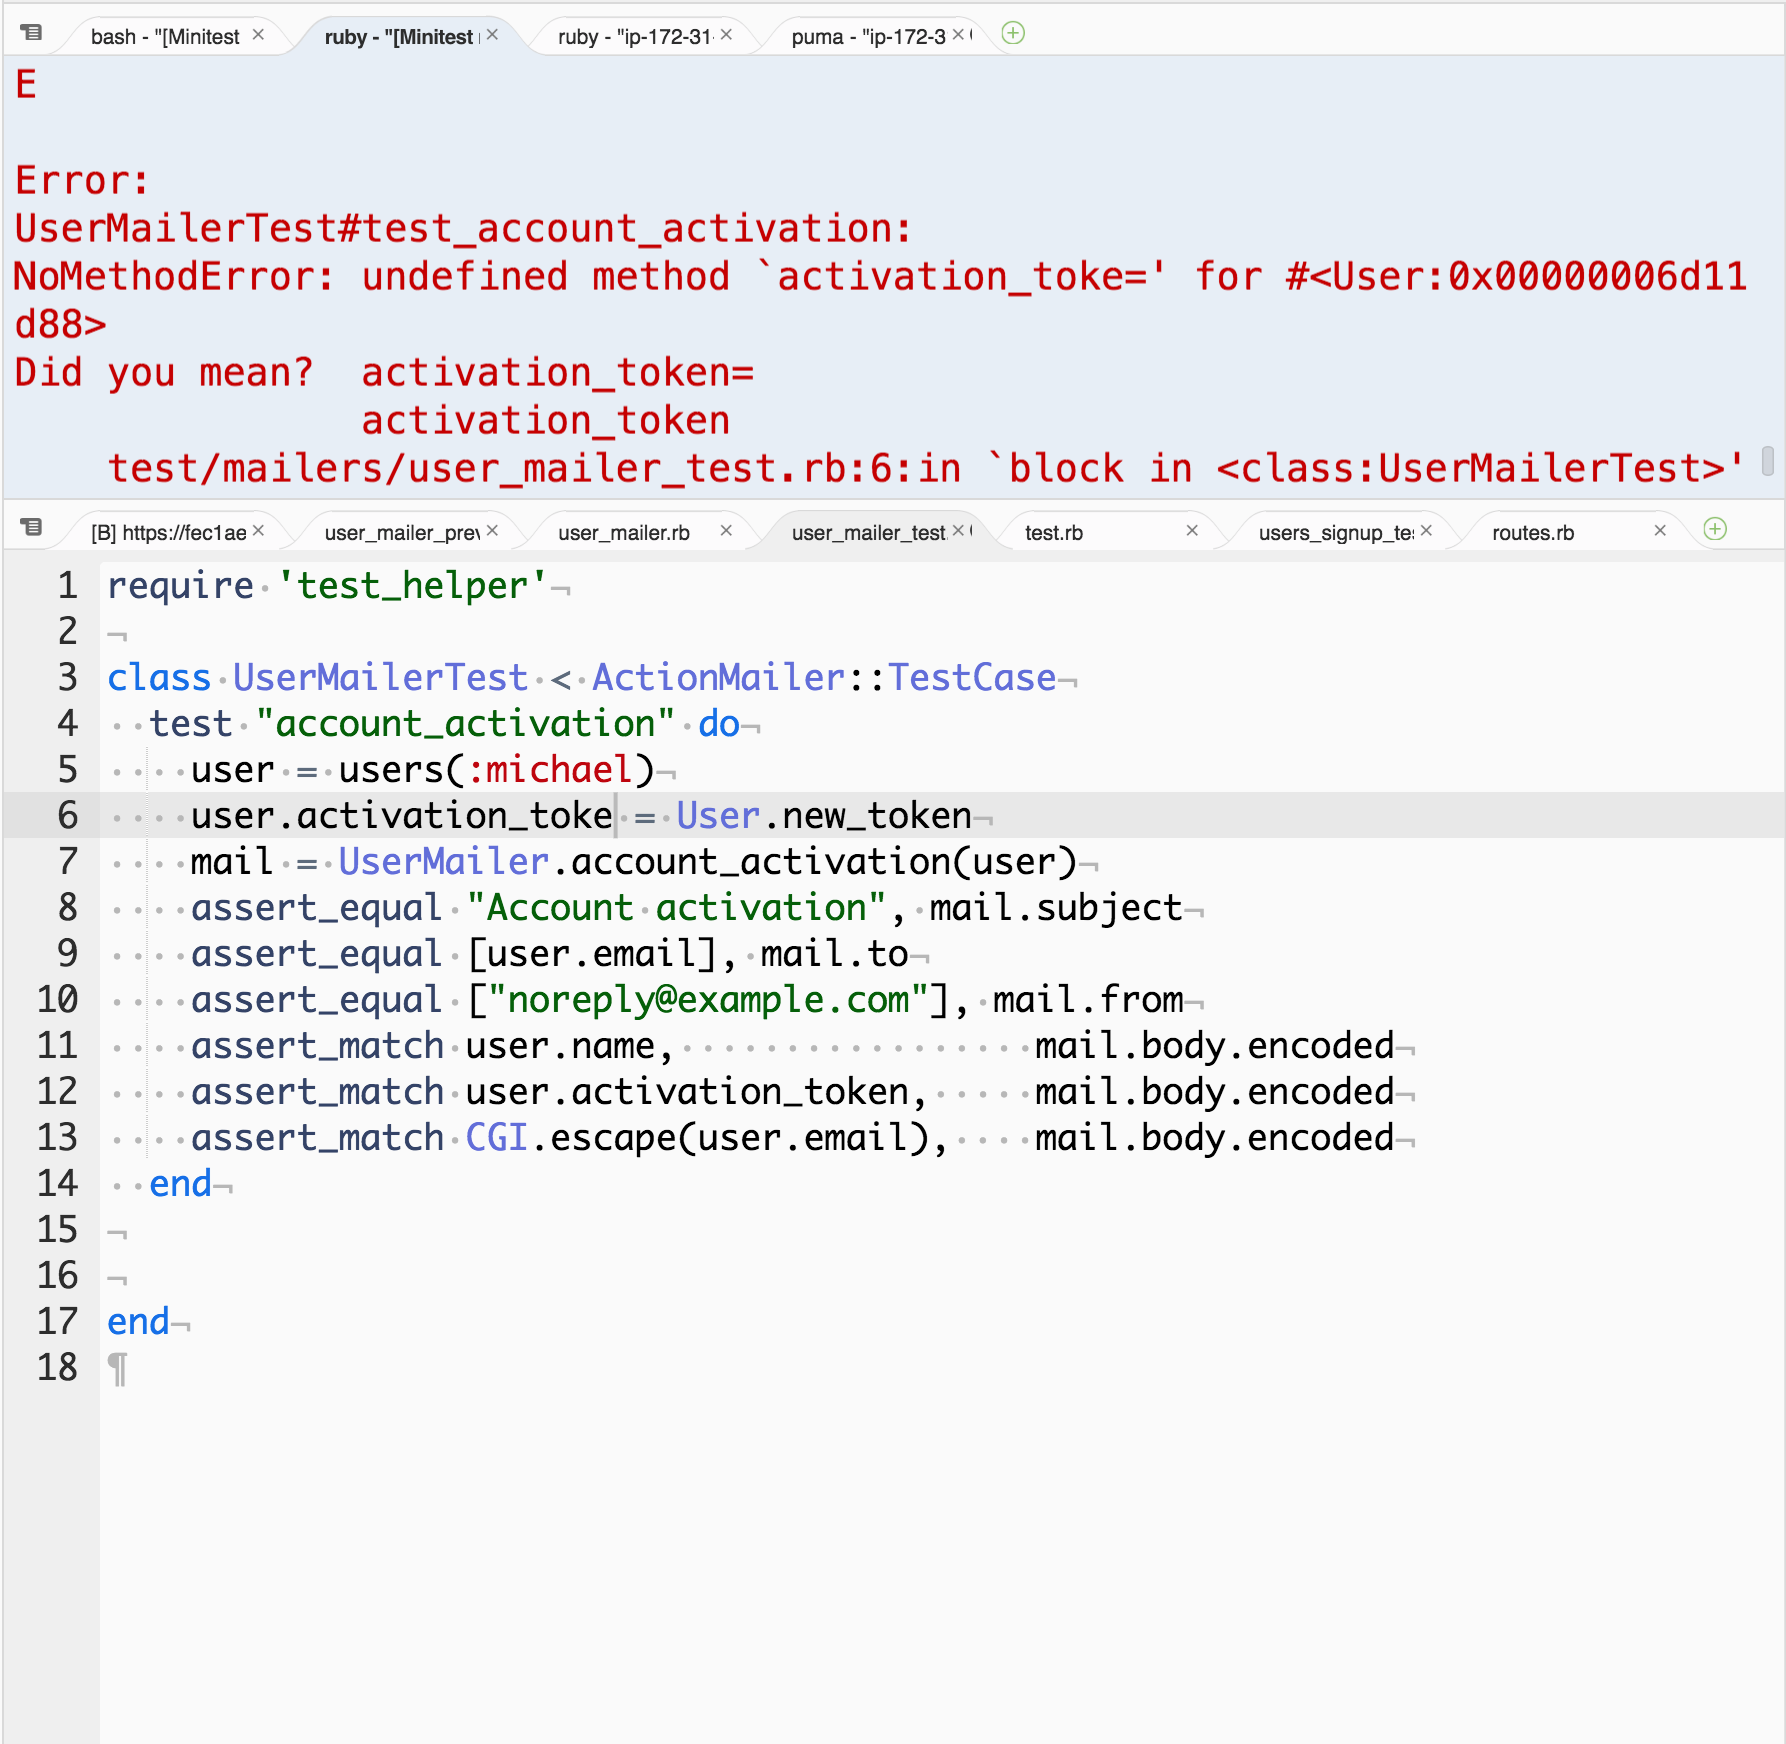 bash - "[Minitest
ruby - "[Minitest
ruby - "ip-172-31-
puma - "ip-172-3
E
Error:
UserMailerTest#test_account_activation:
NoMethodError: undefined method `activation_toke=' for #<User:0x00000006d11
d88>
Did you mean?  activation_token=
activation_token
test/mailers/user_mailer_test.rb:6:in `block in <class:UserMailerTest>'
[B] https://fec1ae
user_mailer_prev
user_mailer.rb
user_mailer_test.
test.rb
users_signup_tes
routes.rb
1 require 'test_helper'¬
2 ¬
3 class UserMailerTest < ActionMailer::TestCase¬
4   test "account_activation" do¬
5     user = users(:michael)¬
6     user.activation_toke = User.new_token¬
7     mail = UserMailer.account_activation(user)¬
8     assert_equal "Account activation", mail.subject¬
9     assert_equal [user.email], mail.to¬
10     assert_equal ["noreply@example.com"], mail.from¬
11     assert_match user.name,                 mail.body.encoded¬
12     assert_match user.activation_token,     mail.body.encoded¬
13     assert_match CGI.escape(user.email),    mail.body.encoded¬
14   end¬
15 ¬
16 ¬
17 end¬
18 ¶